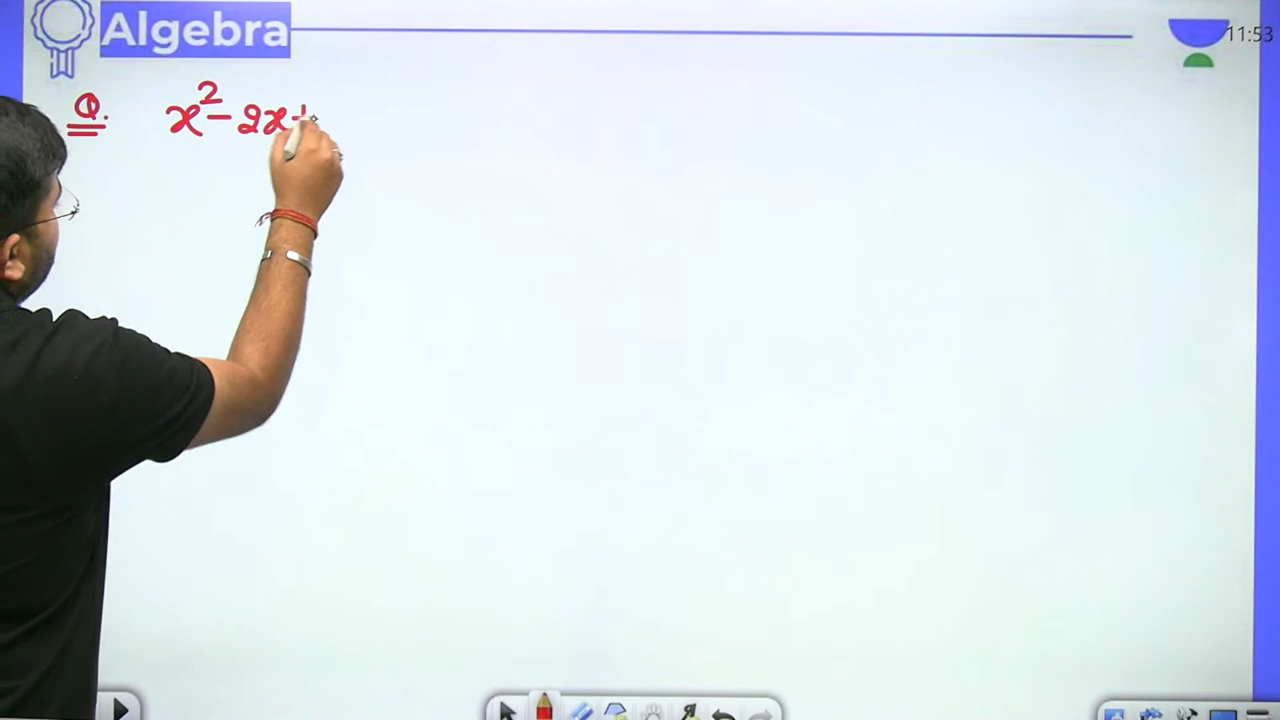 Algebra
11:53
Q. x² - 2x +